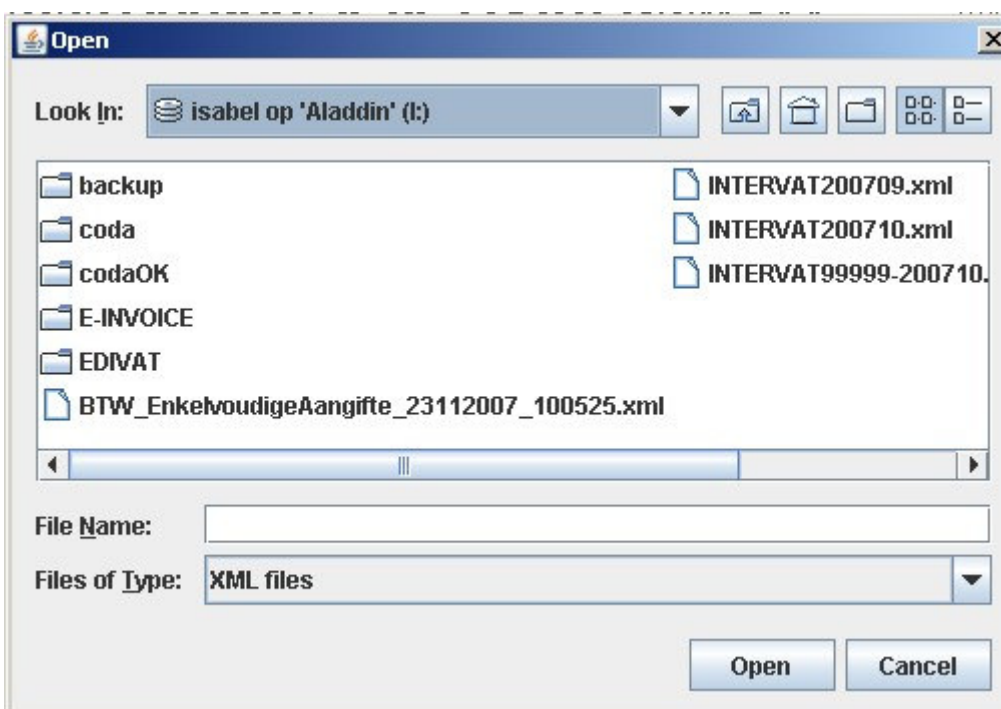 Open
Look In: isabel op 'Aladdin' (I:)
backup
coda
codaOK
E-INVOICE
EDIVAT
BTW_EnkelvoudigeAangifte_23112007_100525.xml
INTERVAT200709.xml
INTERVAT200710.xml
INTERVAT99999-200710.
File Name:
Files of Type: XML files
Open Cancel